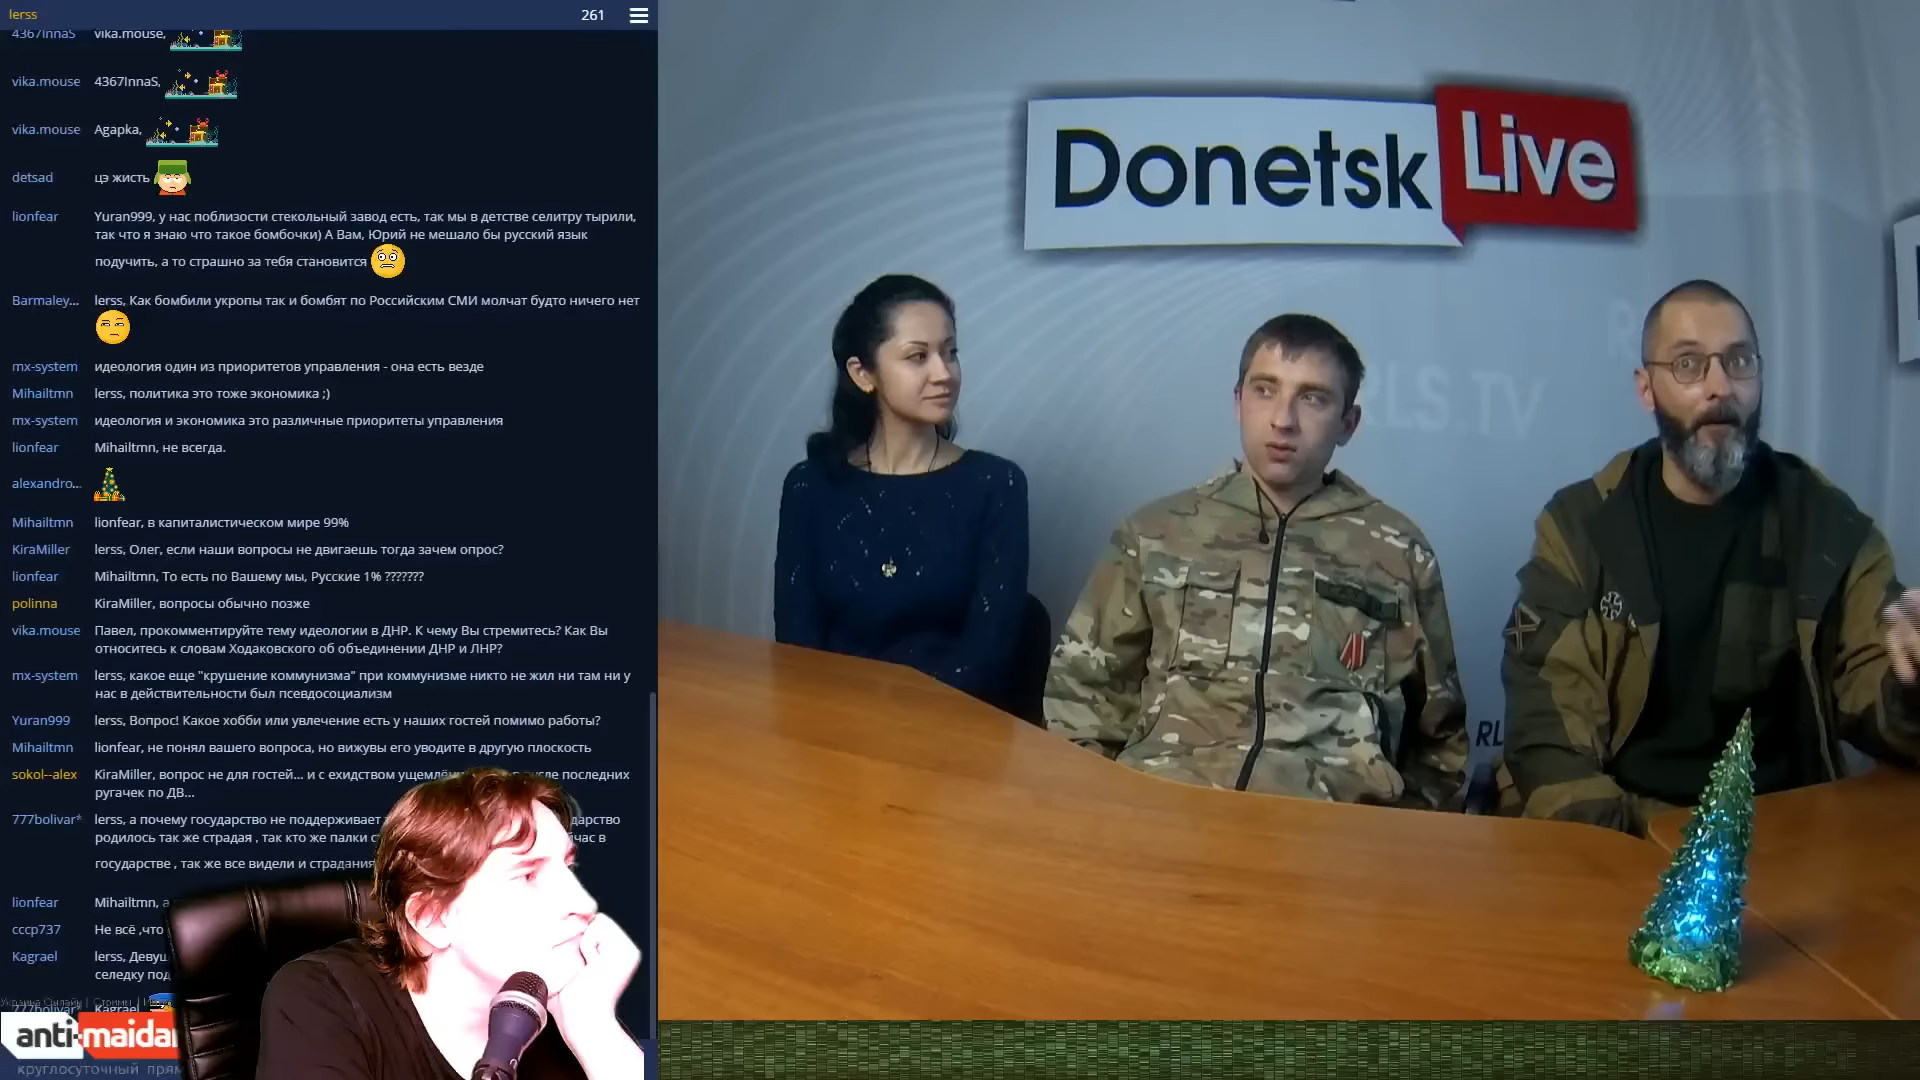 lerss
261
4367InnaS vika.mouse,
vika.mouse 4367InnaS,
vika.mouse Agapka,
detsad цэ жисть
lionfear Yuran999, у нас поблизости стекольный завод есть, так мы в детстве селитру тырили,
так что я знаю что такое бомбочки) А Вам, Юрий не мешало бы русский язык
подучить, а то страшно за тебя становится
Barmaley... lerss, Как бомбили укропы так и бомбят по Российским СМИ молчат будто ничего нет
mx-system идеология один из приоритетов управления - она есть везде
Mihailtmn lerss, политика это тоже экономика ;)
mx-system идеология и экономика это различные приоритеты управления
lionfear Mihailtmn, не всегда.
alexandro...
Mihailtmn lionfear, в капиталистическом мире 99%
KiraMiller lerss, Олег, если наши вопросы не двигаешь тогда зачем опрос?
lionfear Mihailtmn, То есть по Вашему мы, Русские 1% ???????
polinna KiraMiller, вопросы обычно позже
vika.mouse Павел, прокомментируйте тему идеологии в ДНР. К чему Вы стремитесь? Как Вы
относитесь к словам Ходаковского об объединении ДНР и ЛНР?
mx-system lerss, какое еще "крушение коммунизма" при коммунизме никто не жил ни там ни у
нас в действительности был псевдосоциализм
Yuran999 lerss, Вопрос! Какое хобби или увлечение есть у наших гостей помимо работы?
Mihailtmn lionfear, не понял вашего вопроса, но вижувы его уводите в другую плоскость
sokol--alex KiraMiller, вопрос не для гостей... и с ехидством последних
ругачек по ДВ...
777bolivar* lerss, а почему государство не поддерживает
родилось так же страдая , так кто же палки
государстве , так же все видели и страдания
lionfear Mihailtmn,
cccp737 Не всё ,что
Kagrael lerss,
селедку
777bolivar* Kagrael,
anti-maidan
круглосуточный
Donetsk Live
RLS.TV
RL